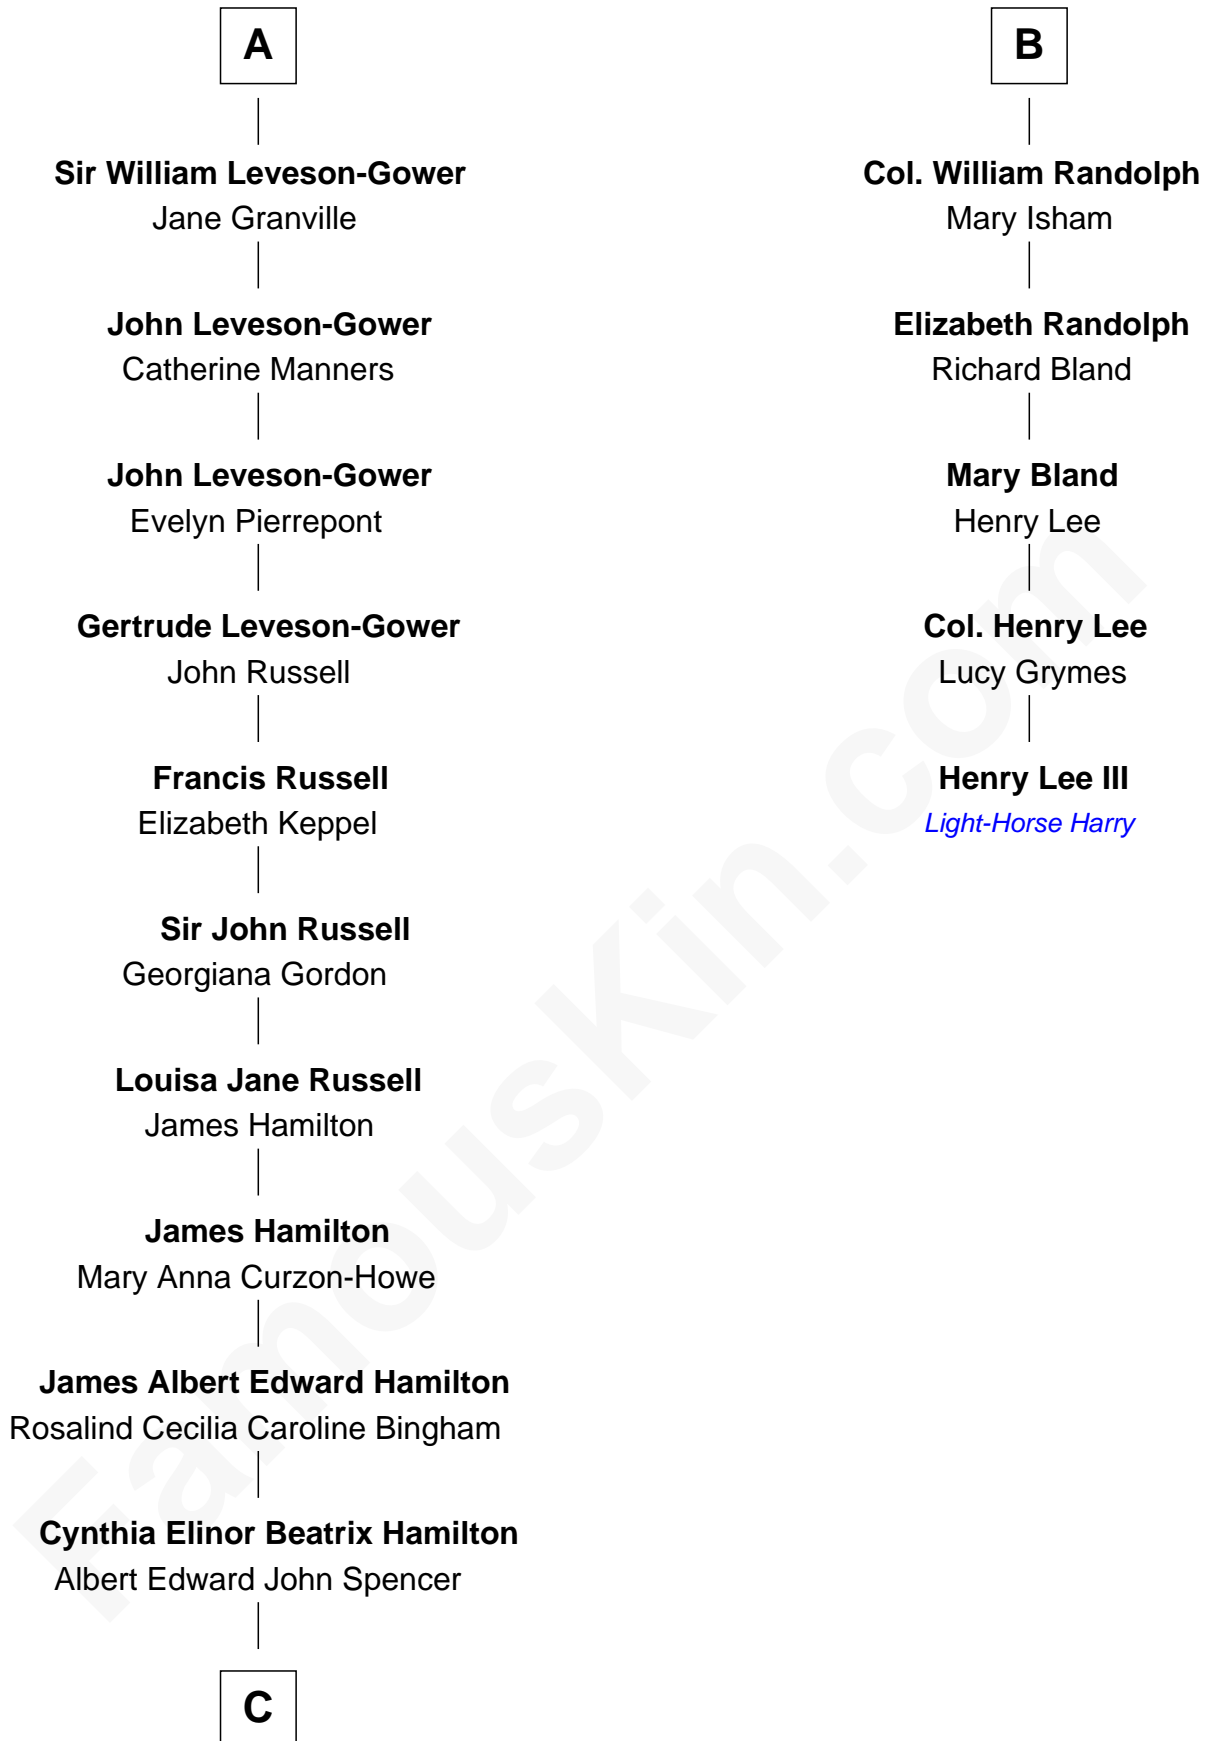 A
Sir William Leveson-Gower
Jane Granville
John Leveson-Gower
Catherine Manners
John Leveson-Gower
Evelyn Pierrepont
Gertrude Leveson-Gower
John Russell
Francis Russell
Elizabeth Keppel
Sir John Russell
Georgiana Gordon
Louisa Jane Russell
James Hamilton
James Hamilton
Mary Anna Curzon-Howe
James Albert Edward Hamilton
Rosalind Cecilia Caroline Bingham
Cynthia Elinor Beatrix Hamilton
Albert Edward John Spencer
C
B
Col. William Randolph
Mary Isham
Elizabeth Randolph
Richard Bland
Mary Bland
Henry Lee
Col. Henry Lee
Lucy Grymes
Henry Lee III
Light-Horse Harry
FamousKin.com